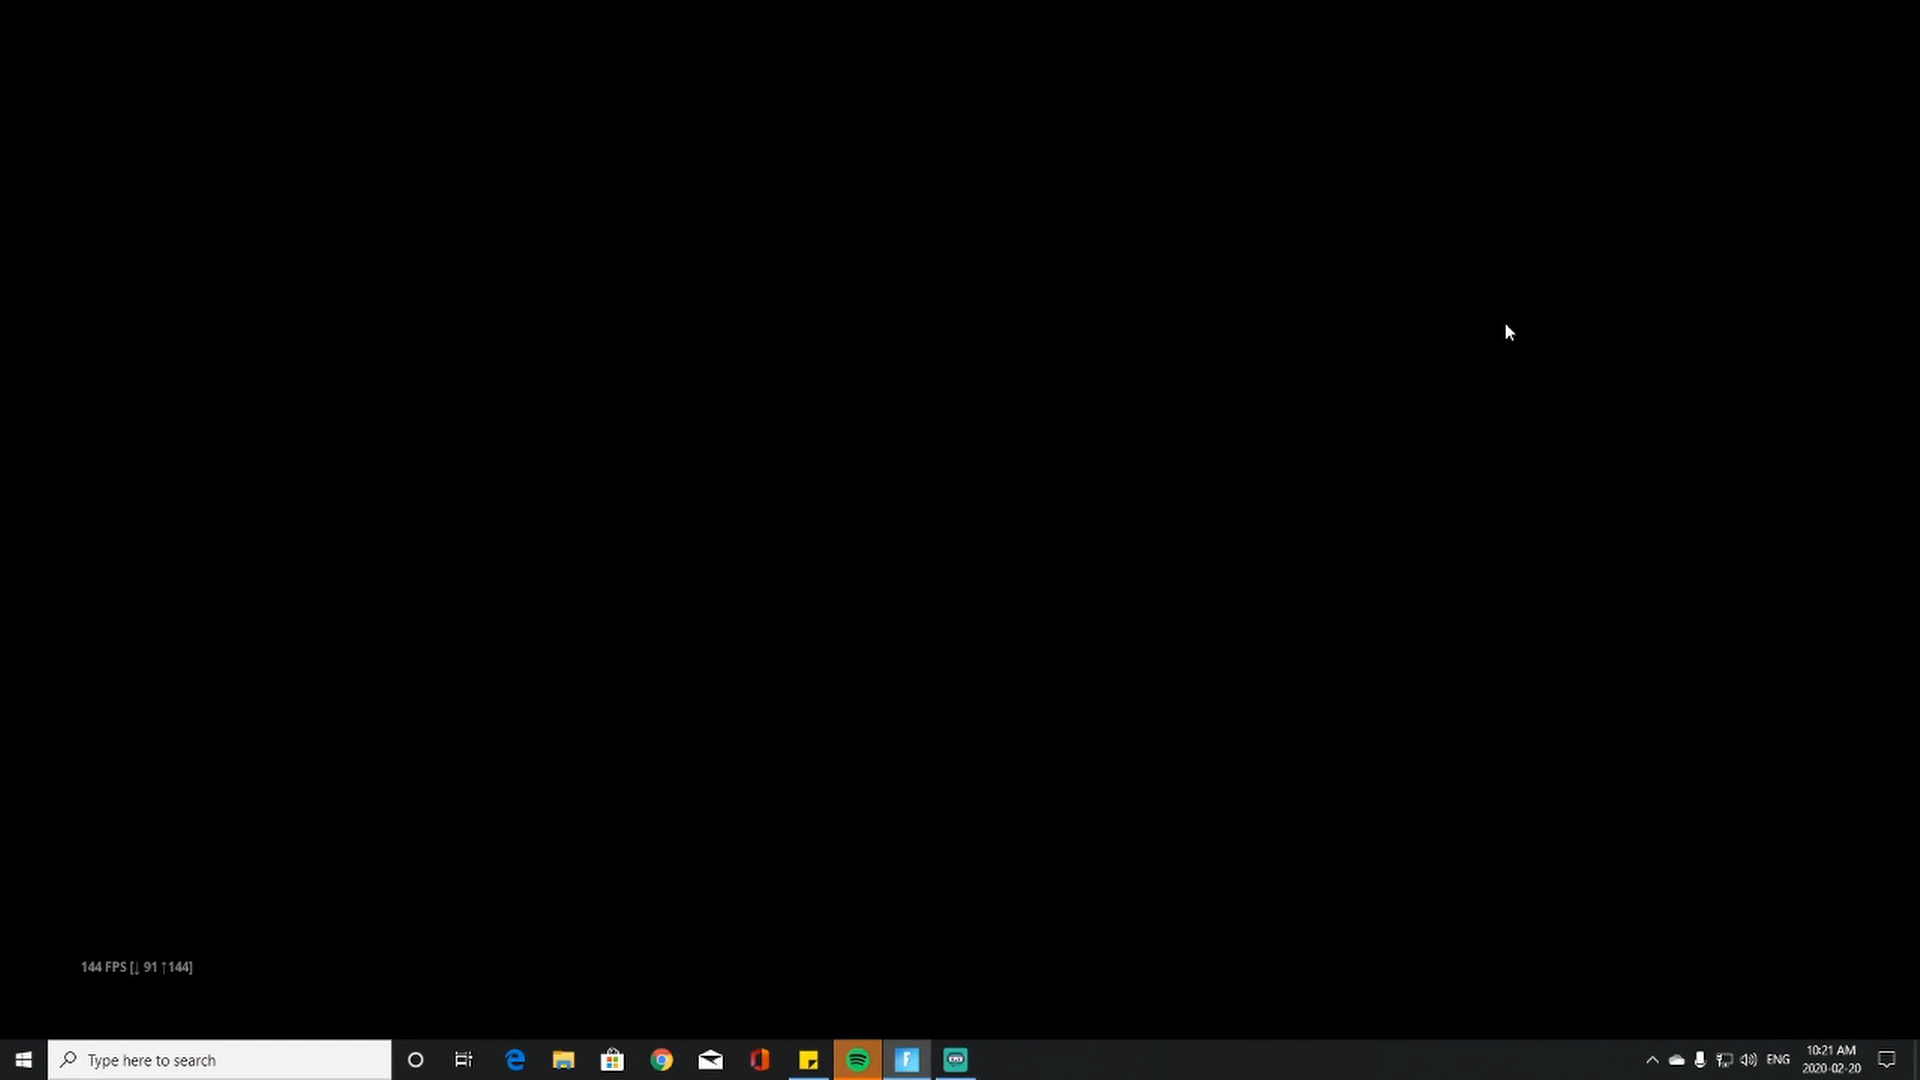 144 FPS [↓ 91 ↑144]
Type here to search
ENG
10:21 AM
2020-02-20